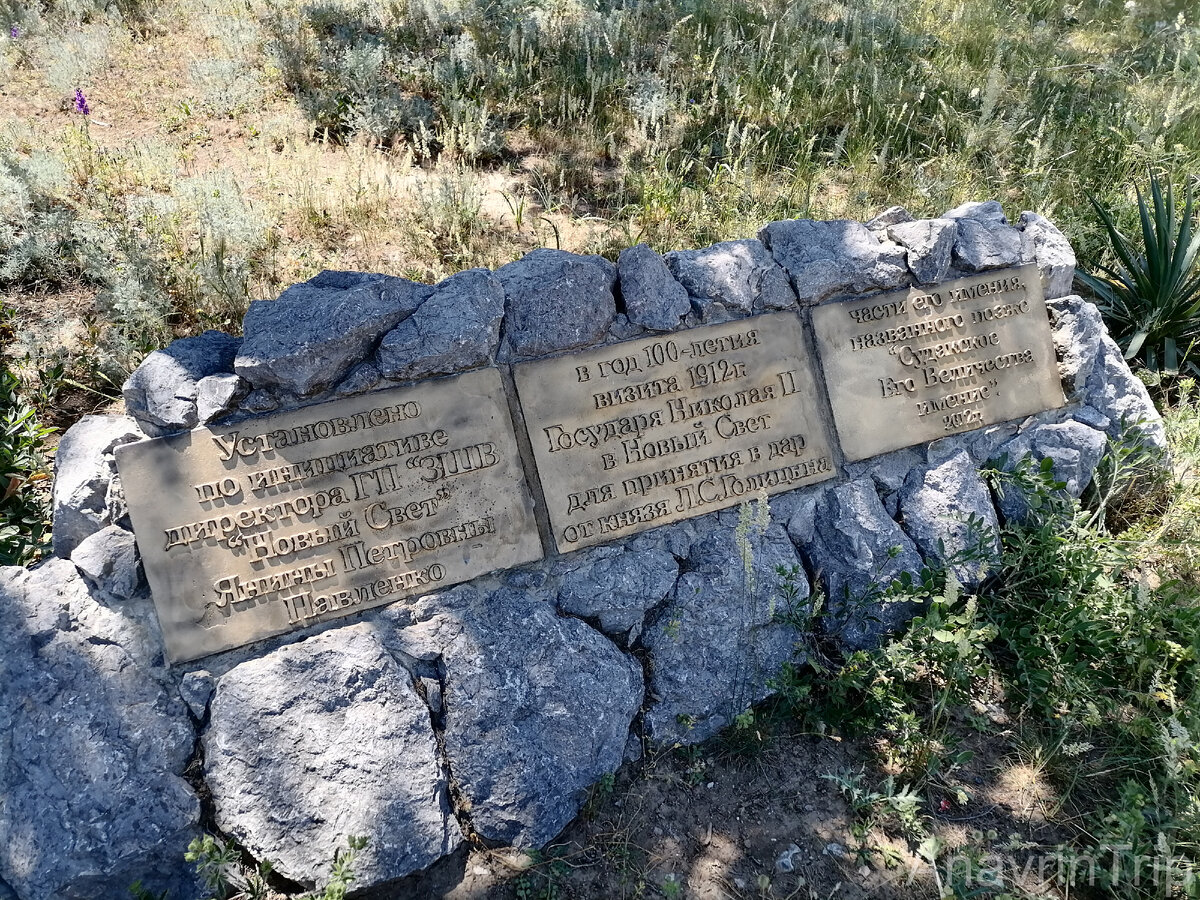 Установлено
по инициативе
директора ГП "ЗШВ
"Новый Свет"
Янины Петровны
Павленко
в год 100-летия
визита 1912г.
Государя Николая II
в Новый Свет
для принятия в дар
от князя Л.С.Голицына
части его имения,
названного позже
"Судакское
Его Величества
имение"
2012г.